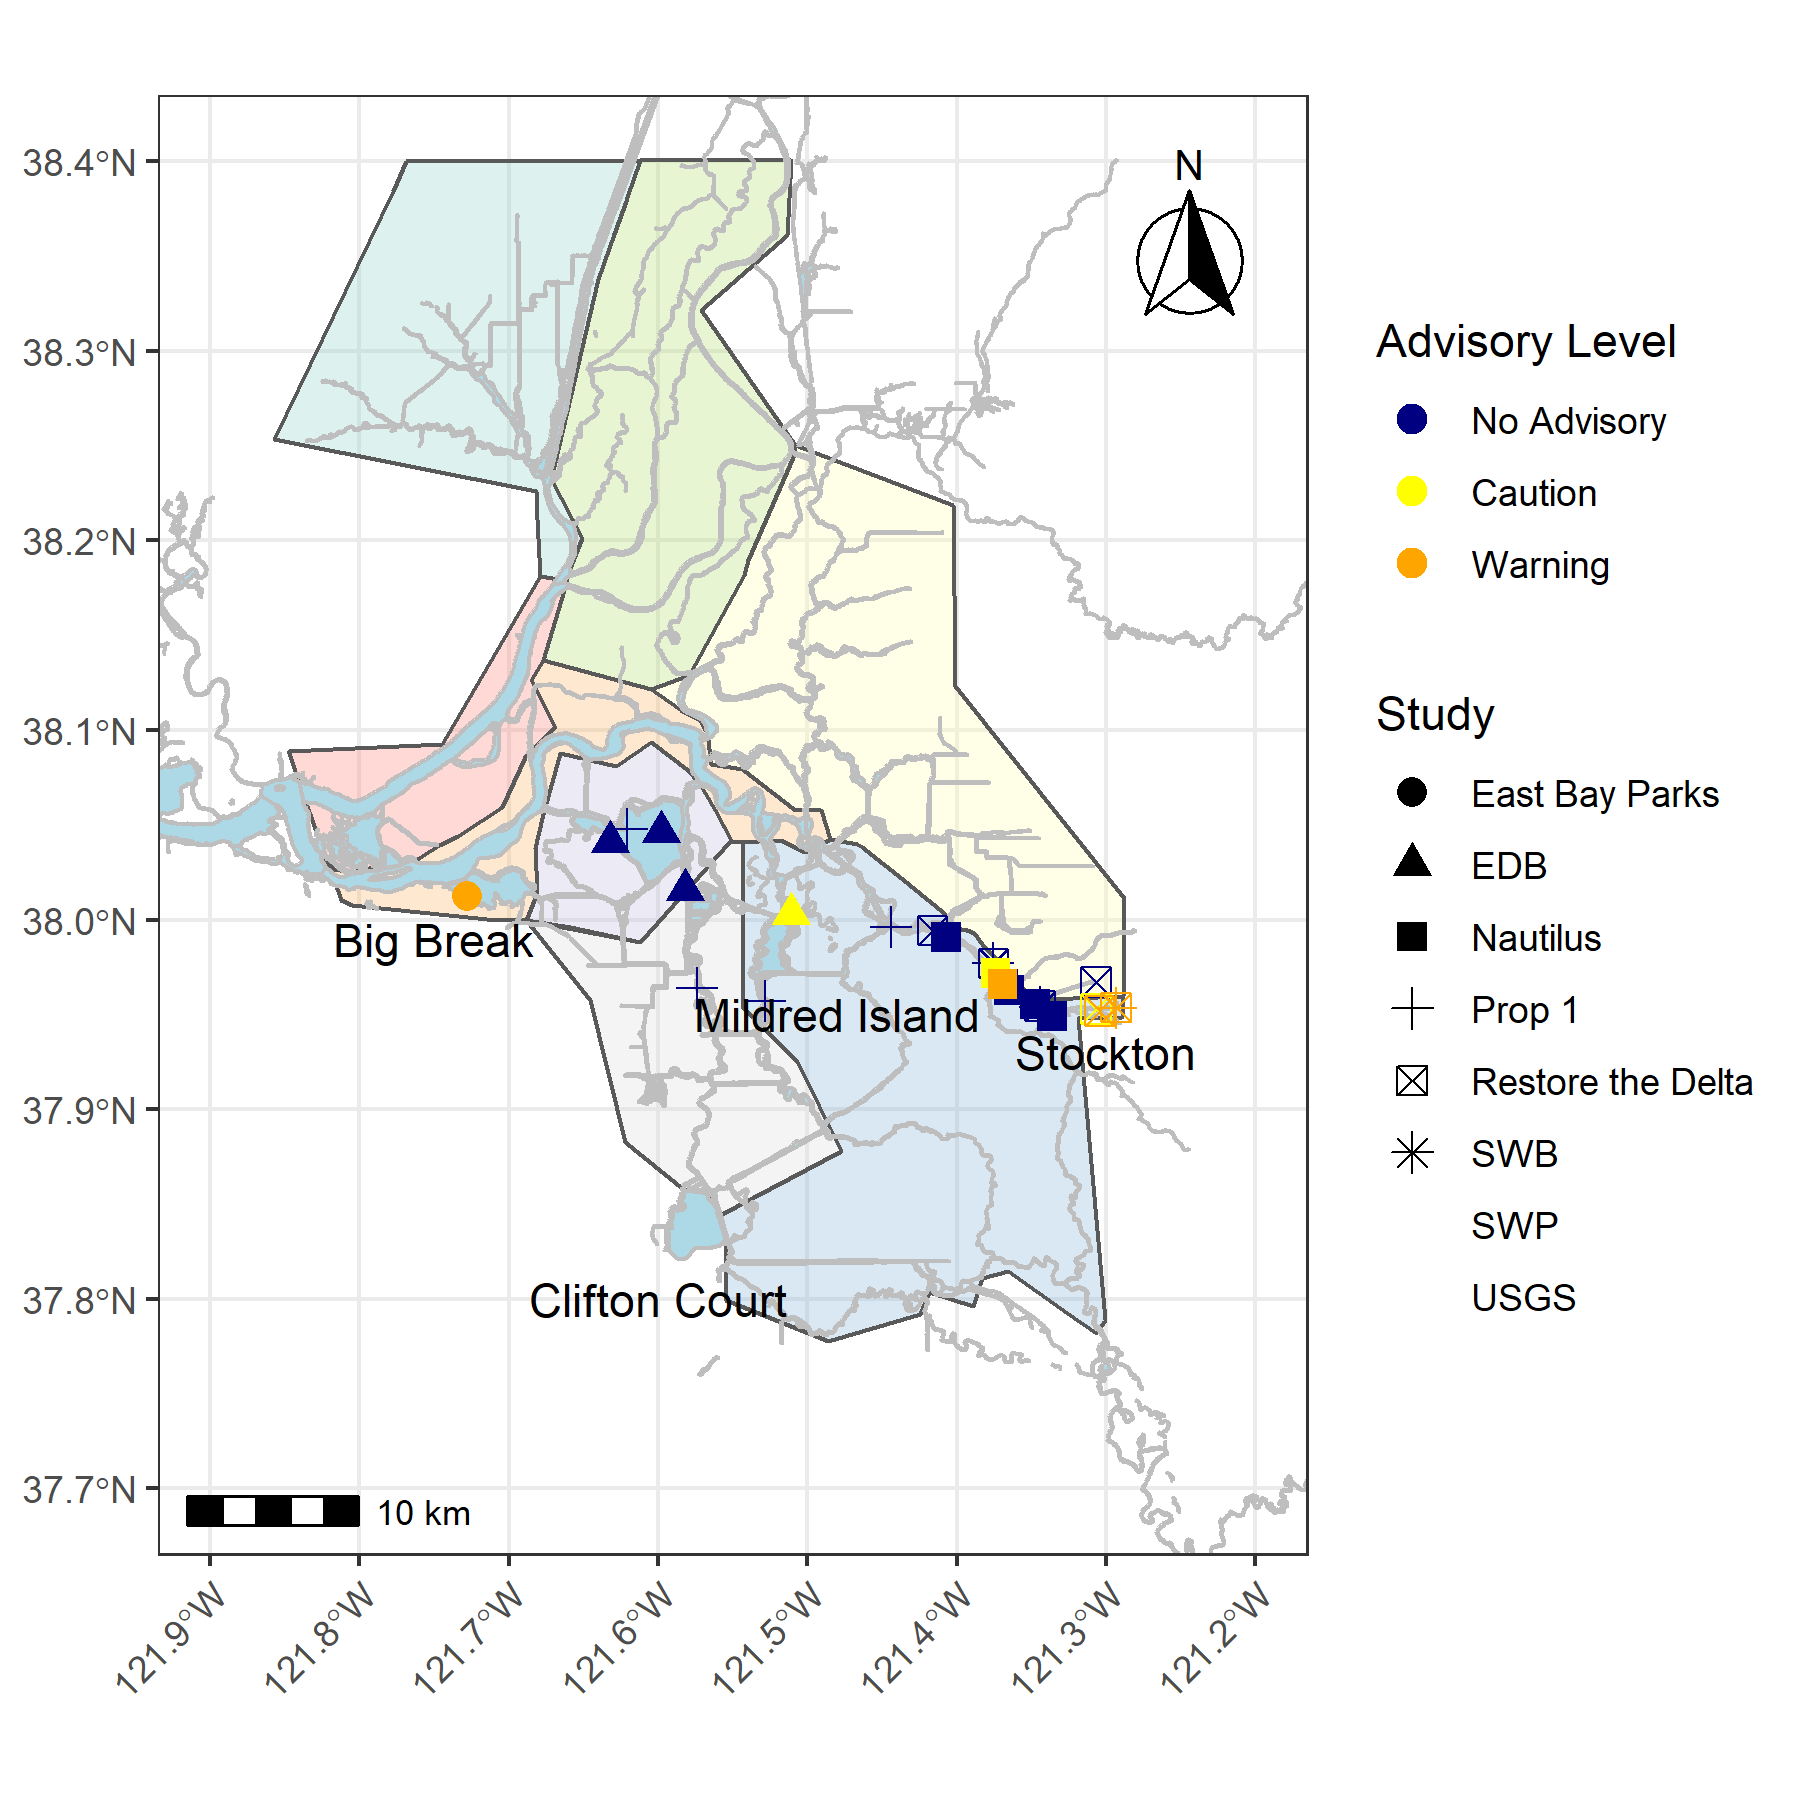 38.4°N
38.3°N
38.2°N
38.1°N
38.0°N
37.9°N
37.8°N
37.7°N
N
Big Break
Mildred Island
Stockton
Clifton Court
10 km
121.9°W
121.8°W
121.7°W
121.6°W
121.5°W
121.4°W
121.3°W
121.2°W
Advisory Level
No Advisory
Caution
Warning
Study
East Bay Parks
EDB
Nautilus
Prop 1
Restore the Delta
SWB
SWP
USGS